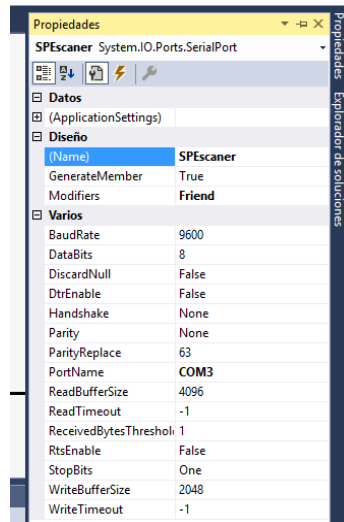 Propiedades
SPEscaner System.IO.Ports.SerialPort
Datos
(ApplicationSettings)
Diseño
(Name) SPEscaner
GenerateMember True
Modifiers Friend
Varios
BaudRate 9600
DataBits 8
DiscardNull False
DtrEnable False
Handshake None
Parity None
ParityReplace 63
PortName COM3
ReadBufferSize 4096
ReadTimeout -1
ReceivedBytesThreshol 1
RtsEnable False
StopBits One
WriteBufferSize 2048
WriteTimeout -1
Propiedades
Explorador de soluciones